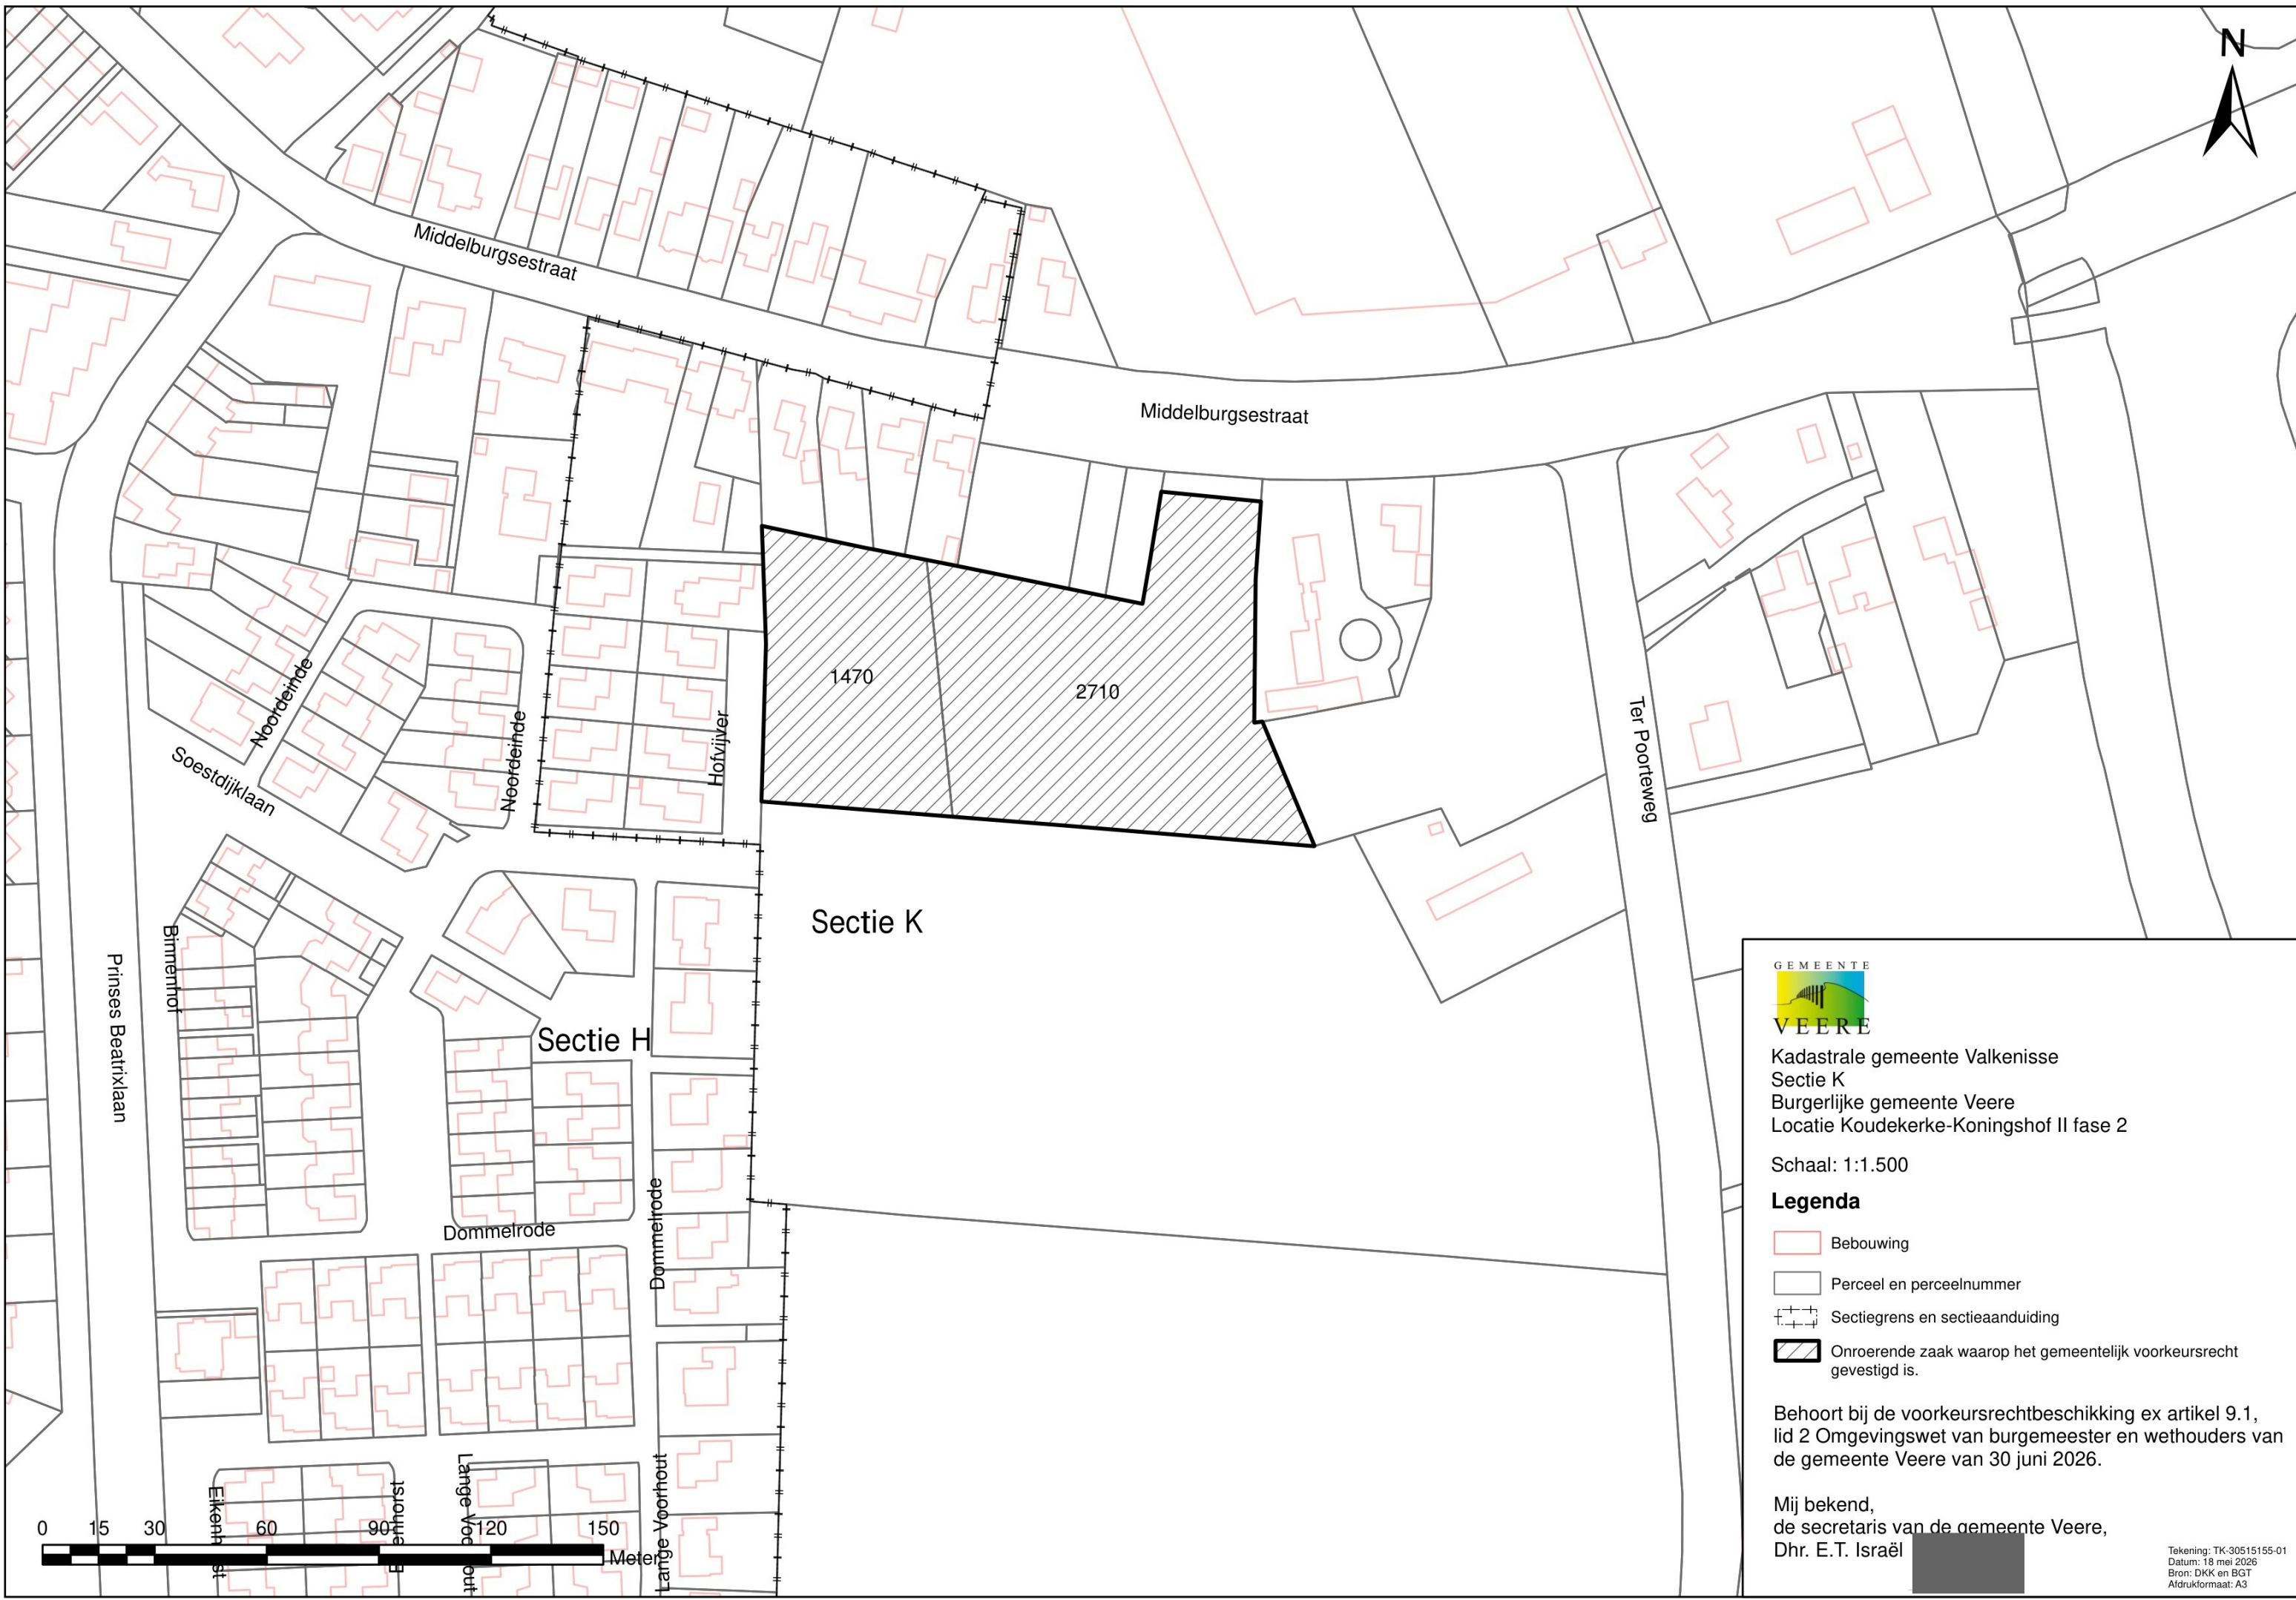 N
Middelburgsestraat
Middelburgsestraat
1470
2710
Noordeinde
Noordeinde
Hofvijver
Soestdijklaan
Ter Poorteweg
Sectie K
Binnenhof
Prinses Beatrixlaan
Sectie H
Dommelrode
Dommelrode
Lange Voorhout
0 15 30 60 90 120 150
Meter
GEMEENTE
VEERE
Kadastrale gemeente Valkenisse
Sectie K
Burgerlijke gemeente Veere
Locatie Koudekerke-Koningshof II fase 2
Schaal: 1:1.500
Legenda
Bebouwing
Perceel en perceelnummer
Sectiegrens en sectieaanduiding
Onroerende zaak waarop het gemeentelijk voorkeursrecht
gevestigd is.
Behoort bij de voorkeursrechtbeschikking ex artikel 9.1,
lid 2 Omgevingswet van burgemeester en wethouders van
de gemeente Veere van 30 juni 2026.
Mij bekend,
de secretaris van de gemeente Veere,
Dhr. E.T. Israël
Tekening: TK-30515155-01
Datum: 18 mei 2026
Bron: DKK en BGT
Afdrukformaat: A3